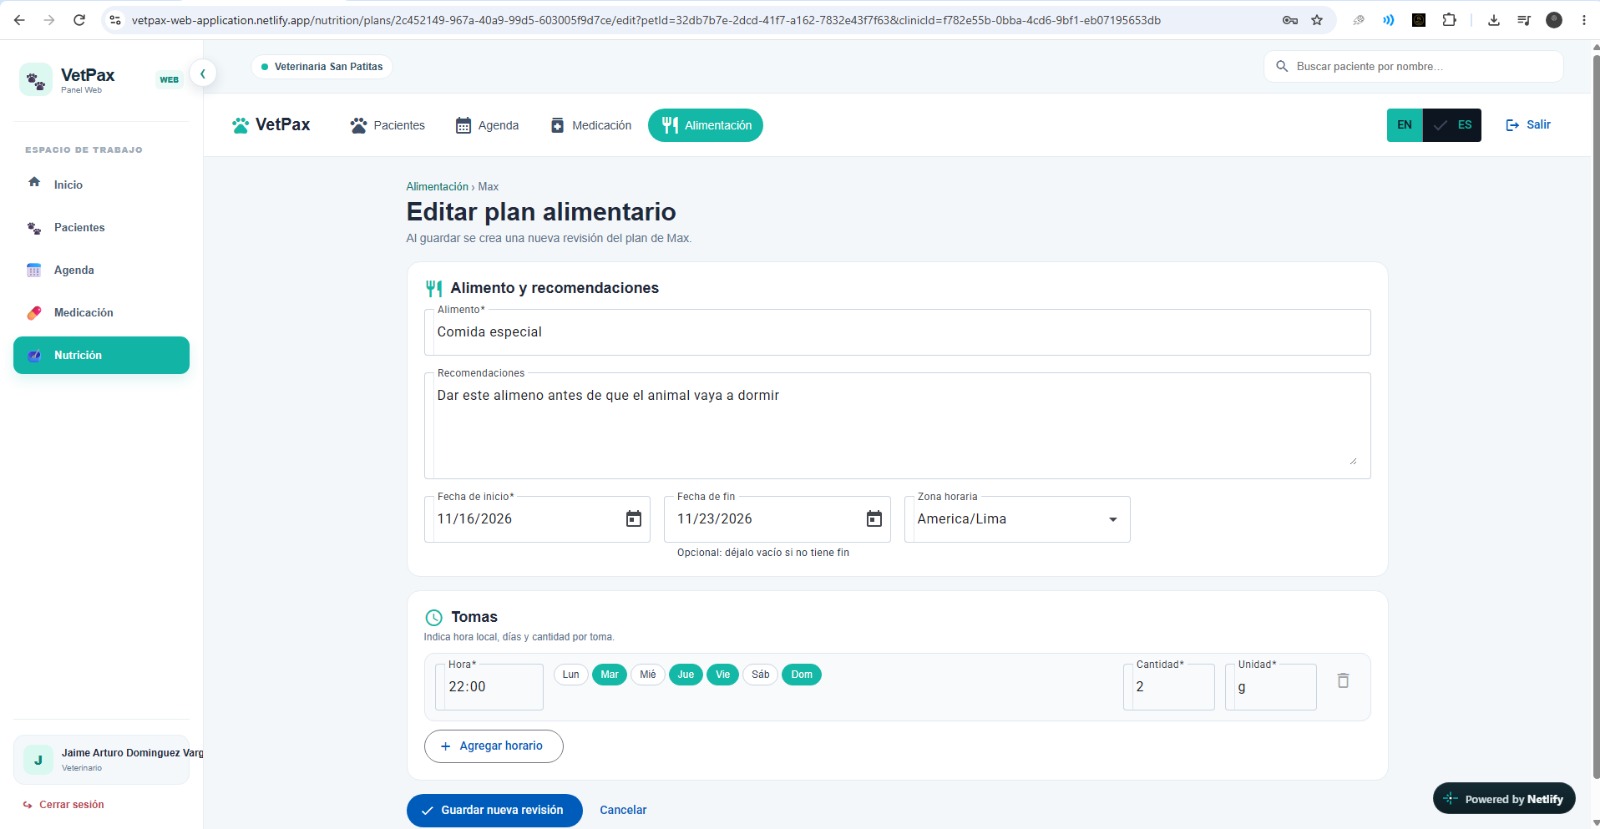 vetpax-web-application.netlify.app/nutrition/plans/2c452149-967a-40a9-99d5-603005f9d7ce/edit?petId=32db7b7e-2dcd-41f7-a162-7832e43f7f63&clinicId=f782e55b-0bba-4cd6-9bf1-eb07195653db
VetPax
Panel Web
WEB
Veterinaria San Patitas
Buscar paciente por nombre...
VetPax
Pacientes
Agenda
Medicación
Alimentación
EN
ES
Salir
ESPACIO DE TRABAJO
Inicio
Pacientes
Agenda
Medicación
Nutrición
Alimentación › Max
Editar plan alimentario
Al guardar se crea una nueva revisión del plan de Max.
Alimento y recomendaciones
Alimento*
Comida especial
Recomendaciones
Dar este alimeno antes de que el animal vaya a dormir
Fecha de inicio*
11/16/2026
Fecha de fin
11/23/2026
Opcional: déjalo vacío si no tiene fin
Zona horaria
America/Lima
Tomas
Indica hora local, días y cantidad por toma.
Hora*
22:00
Lun
Mar
Mié
Jue
Vie
Sáb
Dom
Cantidad*
2
Unidad*
g
+ Agregar horario
Guardar nueva revisión
Cancelar
J
Jaime Arturo Dominguez Varg
Veterinario
Cerrar sesión
Powered by Netlify